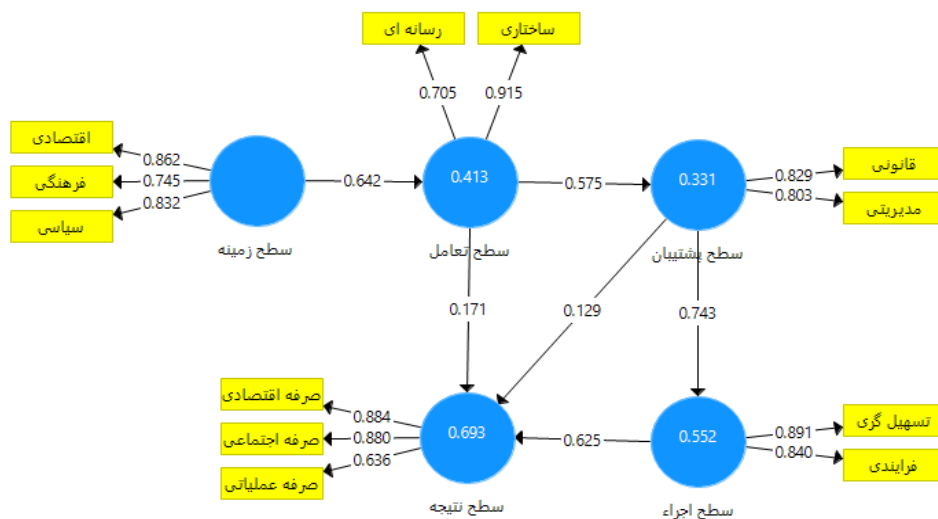 رسانه ای
ساختاری
0.705
0.915
اقتصادی
فرهنگی
سیاسی
0.862
0.745
0.832
سطح زمینه
0.642
0.413
سطح تعامل
0.575
0.331
سطح پشتیبان
0.829
0.803
قانونی
مدیریتی
0.171
0.129
0.743
صرفه اقتصادی
صرفه اجتماعی
صرفه عملیاتی
0.884
0.880
0.636
0.693
سطح نتیجه
0.625
0.552
سطح اجراء
0.891
0.840
تسهیل گری
فرایندی